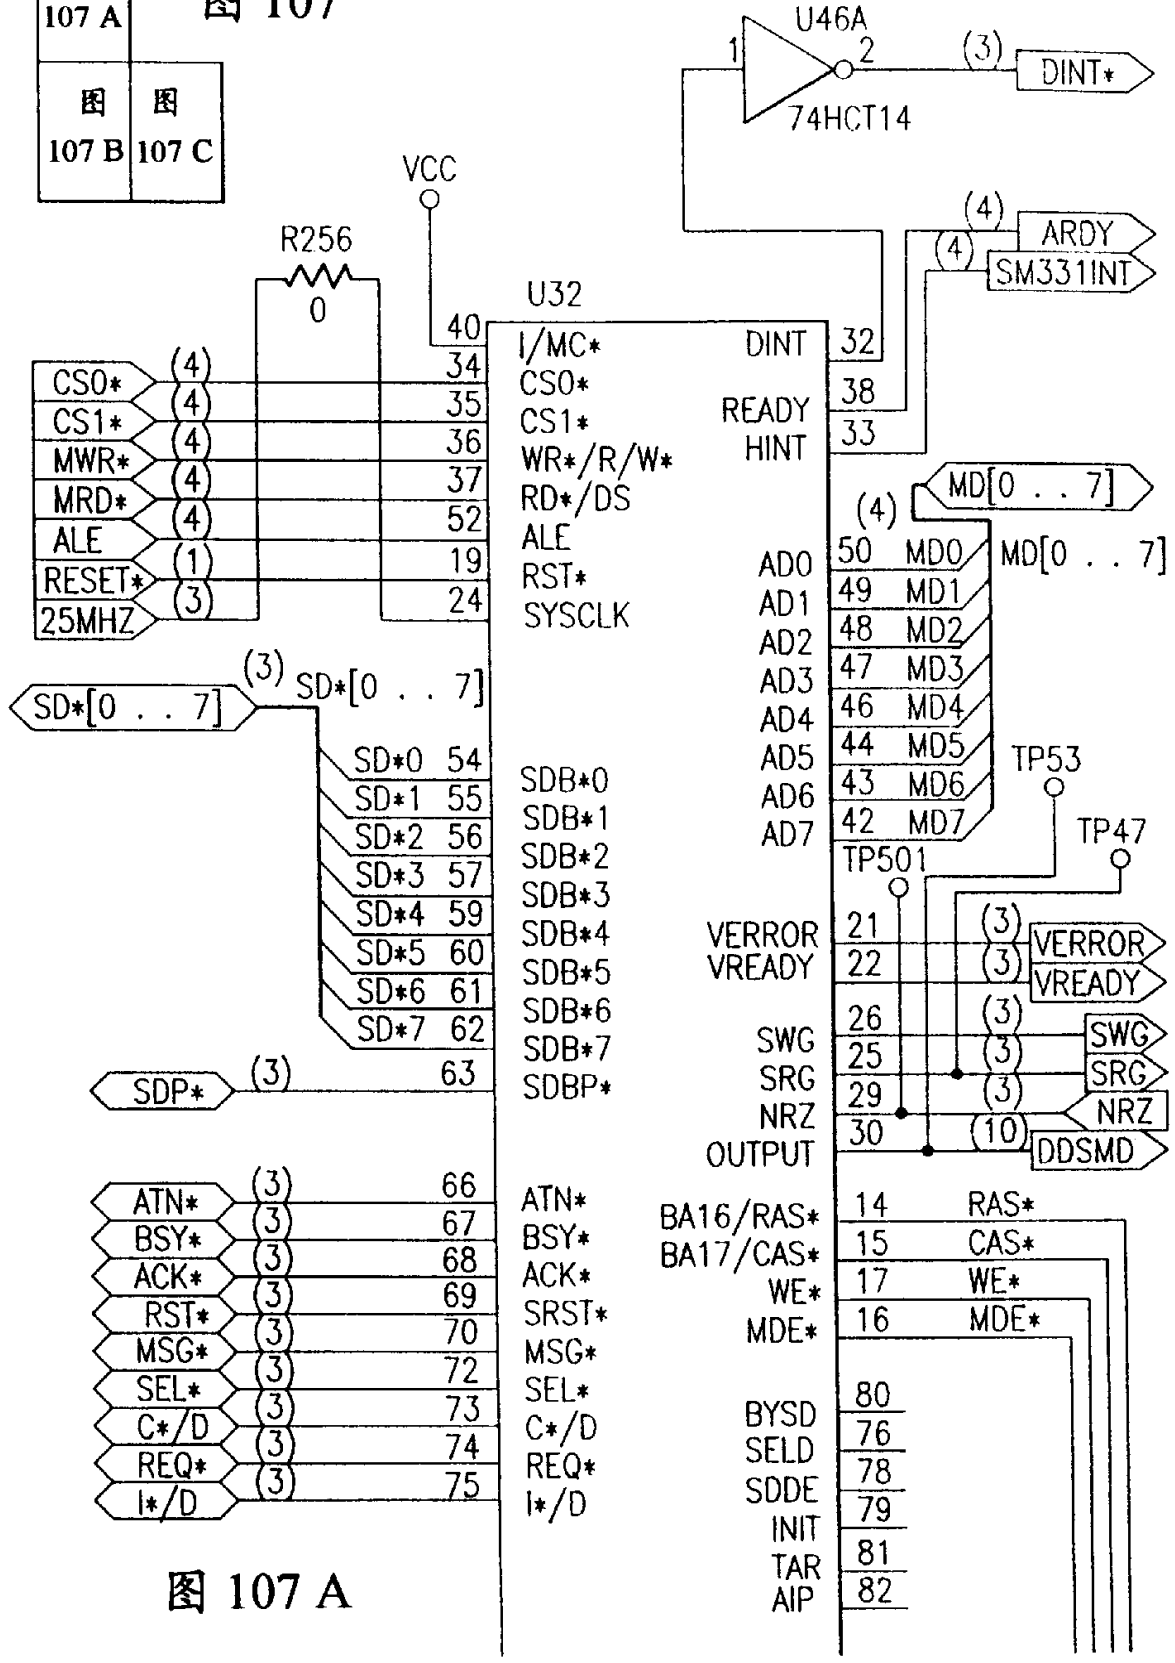 107 A
图 107
图
107 B
图
107 C
U46A
1
2
74HCT14
(3)
DINT*
VCC
R256
0
U32
(4)
ARDY
(4)
SM331INT
CS0* (4) 34 CS0*
CS1* (4) 35 CS1*
MWR* (4) 36 WR*/R/W*
MRD* (4) 37 RD*/DS
ALE (4) 52 ALE
RESET* (1) 19 RST*
25MHZ (3) 24 SYSCLK
40 I/MC*
DINT 32
READY 38
HINT 33
MD[0 . . 7]
(4)
MD[0 . . 7]
AD0 50 MD0
AD1 49 MD1
AD2 48 MD2
AD3 47 MD3
AD4 46 MD4
AD5 44 MD5
AD6 43 MD6
AD7 42 MD7
SD*[0 . . 7]
(3)
SD*[0 . . 7]
SD*0 54 SDB*0
SD*1 55 SDB*1
SD*2 56 SDB*2
SD*3 57 SDB*3
SD*4 59 SDB*4
SD*5 60 SDB*5
SD*6 61 SDB*6
SD*7 62 SDB*7
SDP* (3) 63 SDBP*
TP53
TP47
TP501
VERROR 21 (3) VERROR
VREADY 22 (3) VREADY
SWG 26 (3) SWG
SRG 25 (3) SRG
NRZ 29 (3) NRZ
OUTPUT 30 (10) DDSMD
ATN* (3) 66 ATN*
BSY* (3) 67 BSY*
ACK* (3) 68 ACK*
RST* (3) 69 SRST*
MSG* (3) 70 MSG*
SEL* (3) 72 SEL*
C*/D (3) 73 C*/D
REQ* (3) 74 REQ*
I*/D (3) 75 I*/D
BA16/RAS* 14 RAS*
BA17/CAS* 15 CAS*
WE* 17 WE*
MDE* 16 MDE*
BYSD 80
SELD 76
SDDE 78
INIT 79
TAR 81
AIP 82
图 107 A